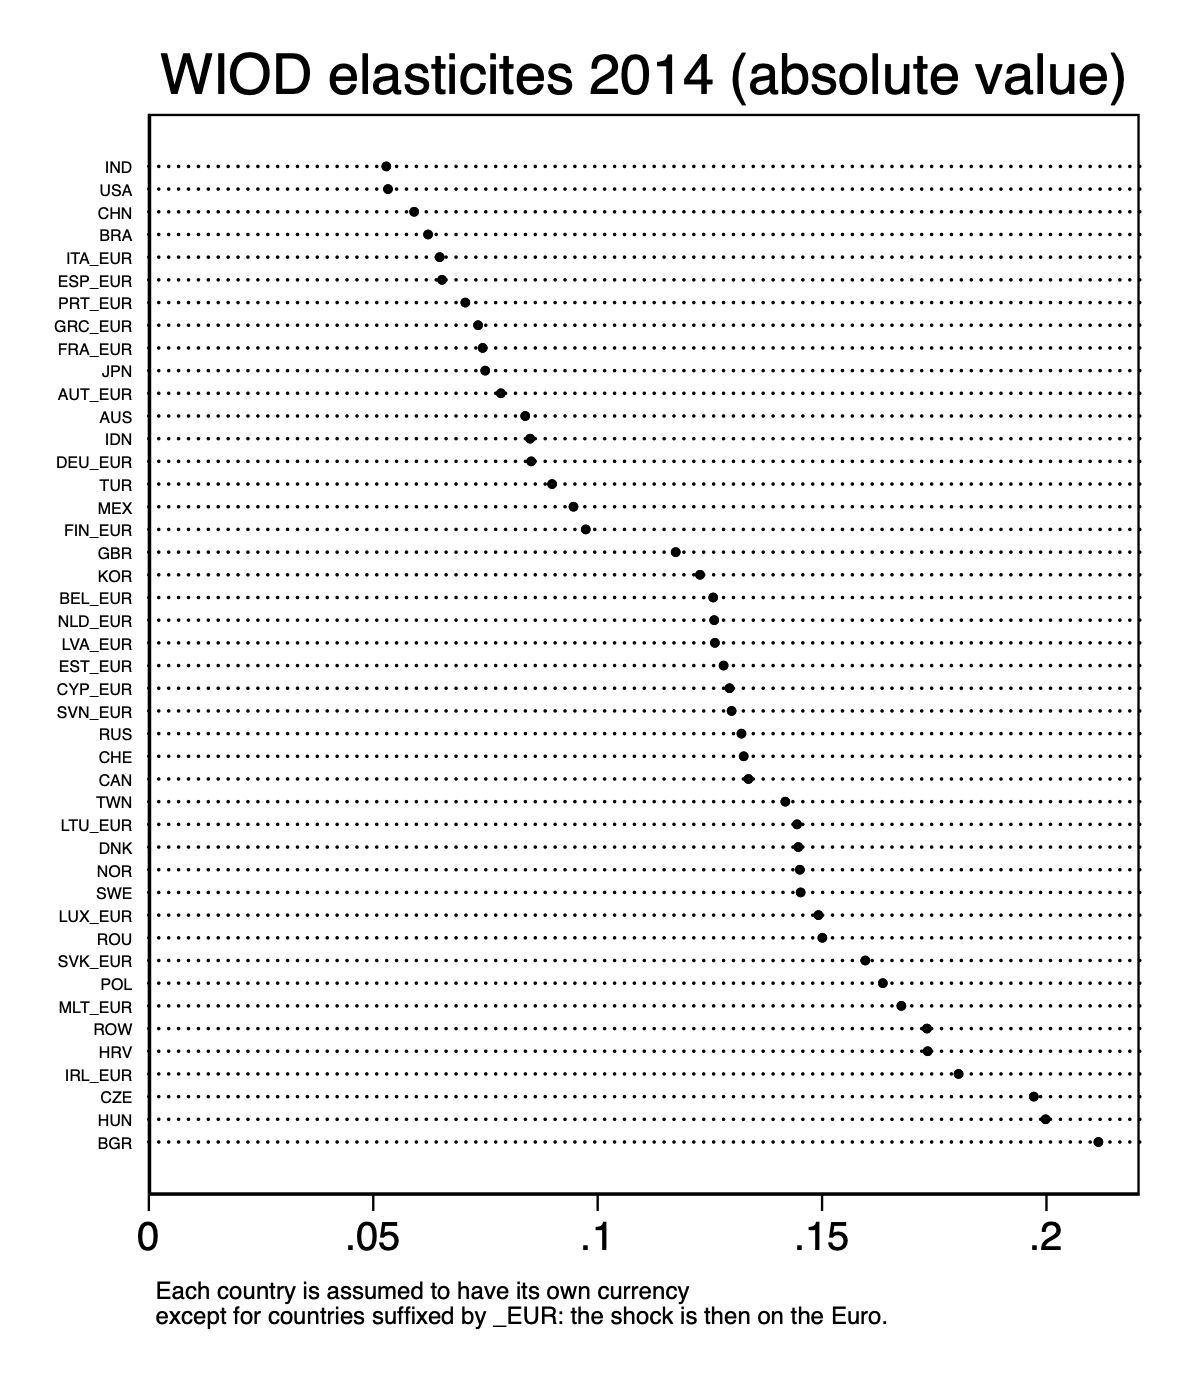 WIOD elasticites 2014 (absolute value)
IND
USA
CHN
BRA
ITA_EUR
ESP_EUR
PRT_EUR
GRC_EUR
FRA_EUR
JPN
AUT_EUR
AUS
IDN
DEU_EUR
TUR
MEX
FIN_EUR
GBR
KOR
BEL_EUR
NLD_EUR
LVA_EUR
EST_EUR
CYP_EUR
SVN_EUR
RUS
CHE
CAN
TWN
LTU_EUR
DNK
NOR
SWE
LUX_EUR
ROU
SVK_EUR
POL
MLT_EUR
ROW
HRV
IRL_EUR
CZE
HUN
BGR
0 .05 .1 .15 .2
Each country is assumed to have its own currency
except for countries suffixed by _EUR: the shock is then on the Euro.